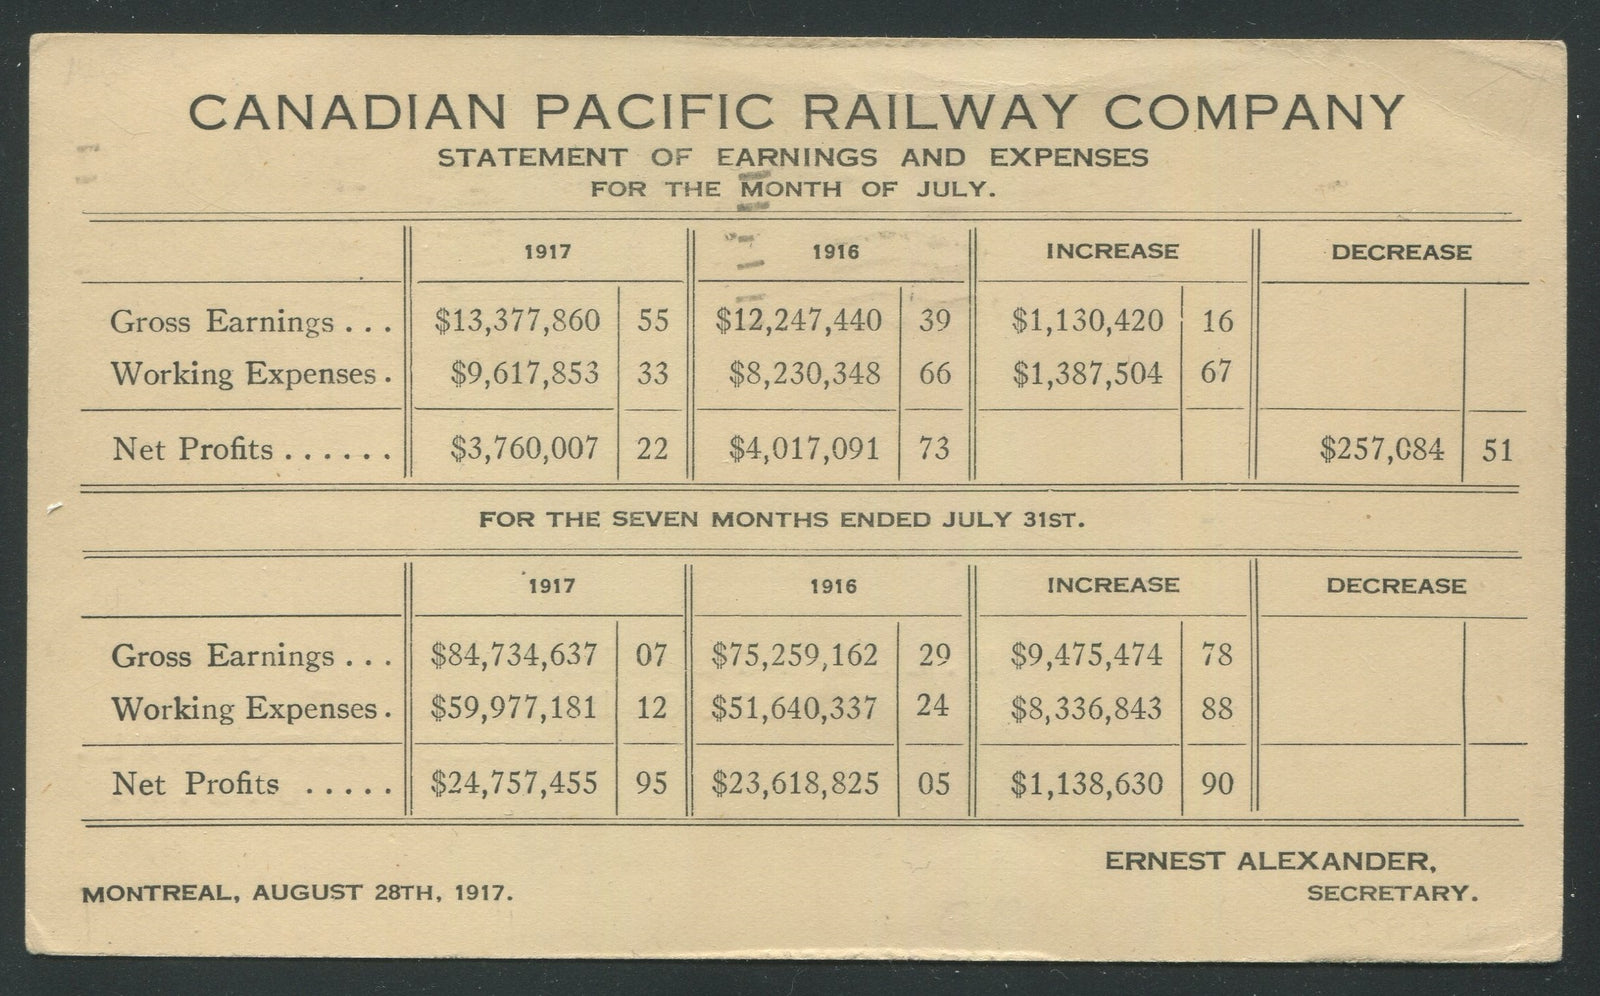 CANADIAN PACIFIC RAILWAY COMPANY
STATEMENT OF EARNINGS AND EXPENSES
FOR THE MONTH OF JULY.
1917 1916 INCREASE DECREASE
Gross Earnings . . . $13,377,860 55 $12,247,440 39 $1,130,420 16
Working Expenses . $9,617,853 33 $8,230,348 66 $1,387,504 67
Net Profits . . . . . . $3,760,007 22 $4,017,091 73 $257,084 51
FOR THE SEVEN MONTHS ENDED JULY 31ST.
1917 1916 INCREASE DECREASE
Gross Earnings . . . $84,734,637 07 $75,259,162 29 $9,475,474 78
Working Expenses . $59,977,181 12 $51,640,337 24 $8,336,843 88
Net Profits . . . . . $24,757,455 95 $23,618,825 05 $1,138,630 90
ERNEST ALEXANDER,
MONTREAL, AUGUST 28TH, 1917. SECRETARY.